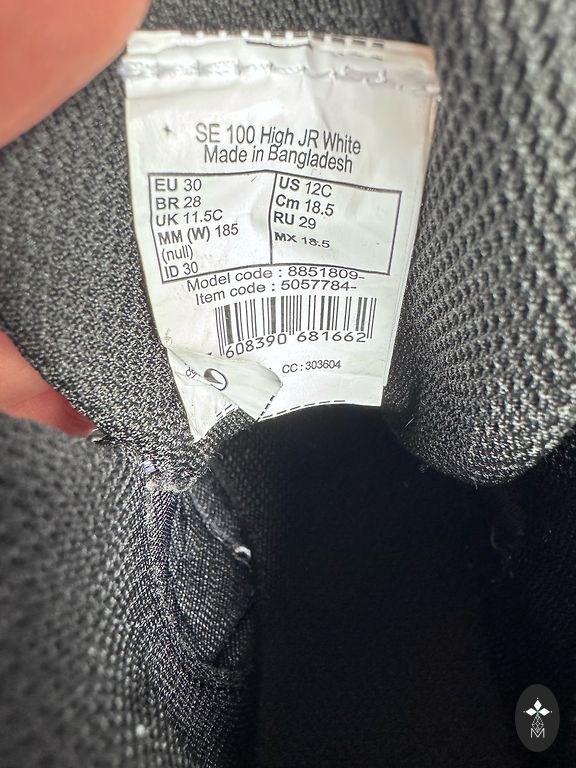 SE 100 High JR White
Made in Bangladesh
EU 30
BR 28
UK 11.5C
MM (W) 185
(null)
ID 30
US 12C
Cm 18.5
RU 29
MX 18.5
Model code : 8851809-
Item code : 5057784-
608390 681662
CC : 303604
M